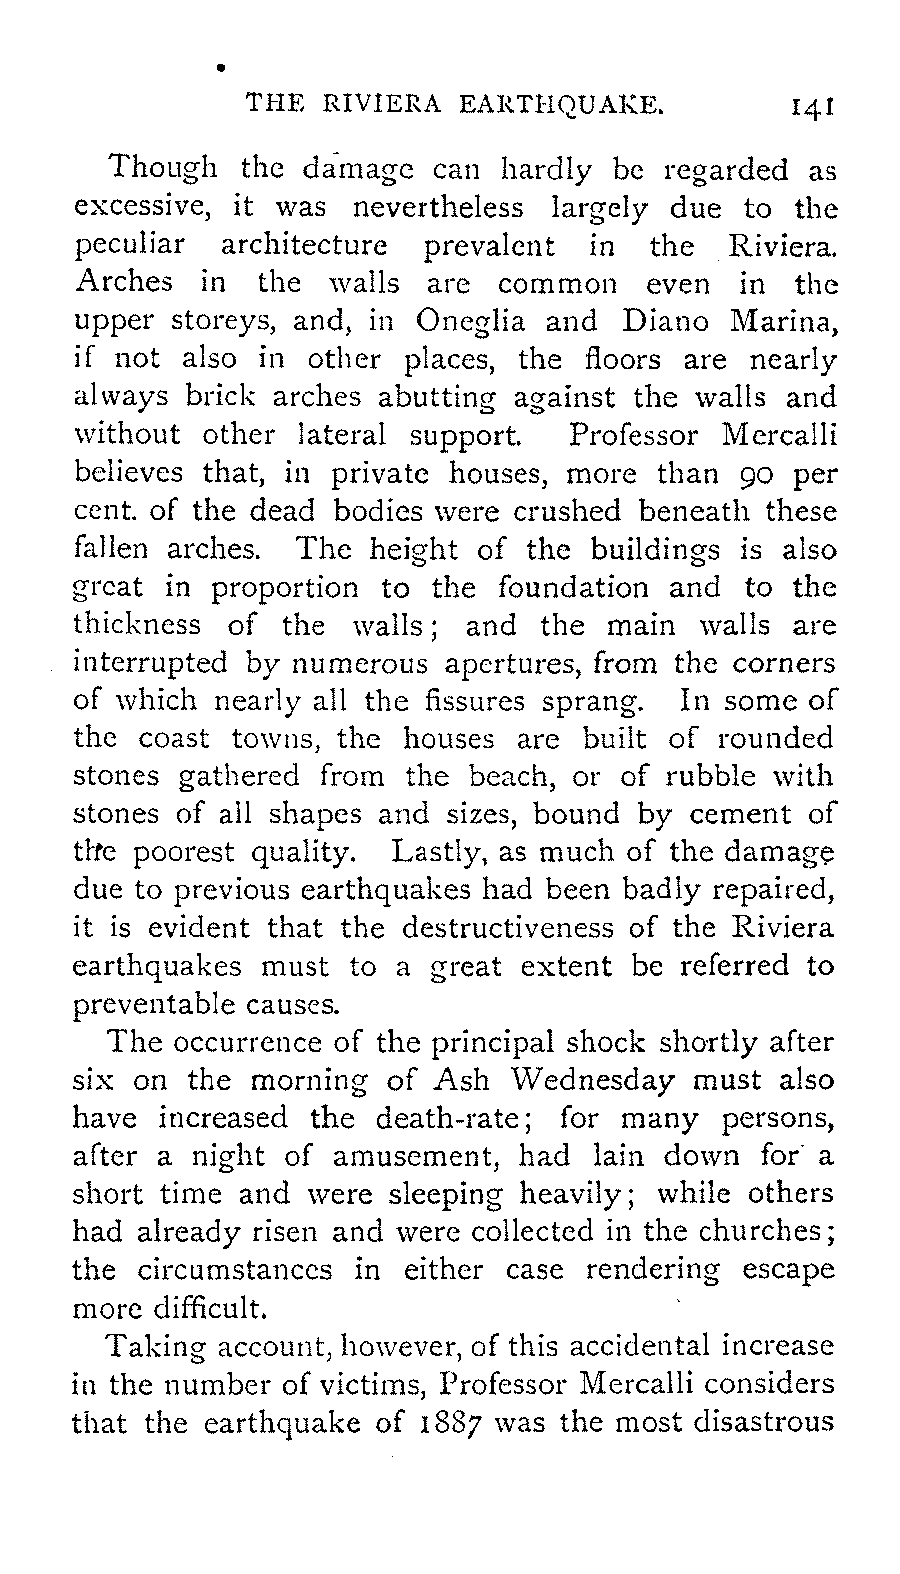 THE RIVIERA EARTHQUAKE. 141
Though the damage can hardly be regarded as
excessive, it was nevertheless largely due to the
peculiar architecture prevalent in the Riviera.
Arches in the walls are common even in the
upper storeys, and, in Oneglia and Diano Marina,
if not also in other places, the floors are nearly
always brick arches abutting against the walls and
without other lateral support. Professor Mercalli
believes that, in private houses, more than 90 per
cent. of the dead bodies were crushed beneath these
fallen arches. The height of the buildings is also
great in proportion to the foundation and to the
thickness of the walls; and the main walls are
interrupted by numerous apertures, from the corners
of which nearly all the fissures sprang. In some of
the coast towns, the houses are built of rounded
stones gathered from the beach, or of rubble with
stones of all shapes and sizes, bound by cement of
the poorest quality. Lastly, as much of the damage
due to previous earthquakes had been badly repaired,
it is evident that the destructiveness of the Riviera
earthquakes must to a great extent be referred to
preventable causes.
The occurrence of the principal shock shortly after
six on the morning of Ash Wednesday must also
have increased the death-rate; for many persons,
after a night of amusement, had lain down for a
short time and were sleeping heavily; while others
had already risen and were collected in the churches;
the circumstances in either case rendering escape
more difficult.
Taking account, however, of this accidental increase
in the number of victims, Professor Mercalli considers
that the earthquake of 1887 was the most disastrous